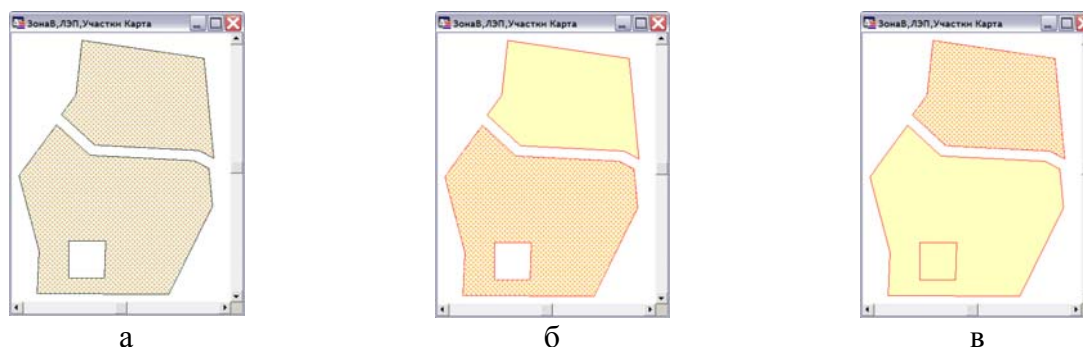 ЗонаВ,ЛЭП,Участки Карта
ЗонаВ,ЛЭП,Участки Карта
ЗонаВ,ЛЭП,Участки Карта
а
б
в